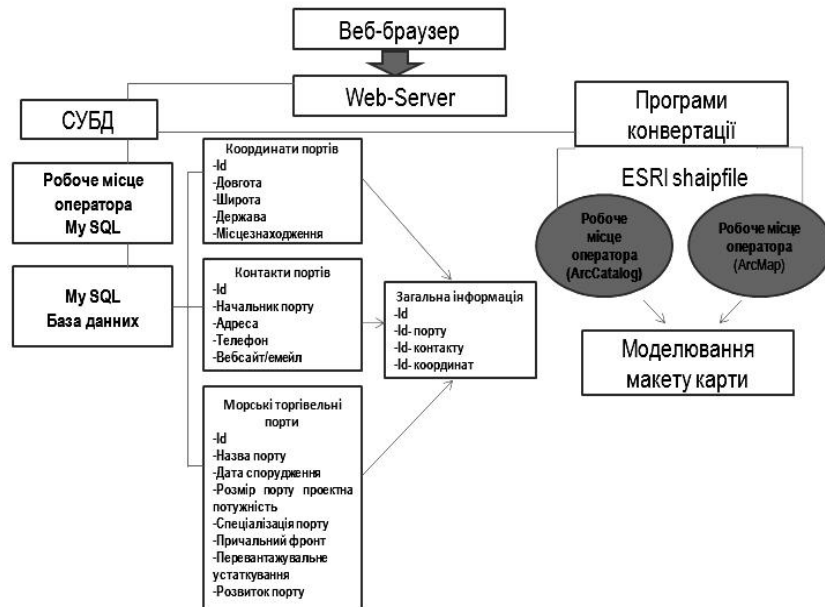 Веб-браузер
Web-Server
СУБД
Програми
конвертації
Робоче місце
оператора
My SQL
My SQL
База данних
Координати портів
-Id
-Довгота
-Широта
-Держава
-Місцезнаходження
Контакти портів
-Id
-Начальник порту
-Адреса
-Телефон
-Вебсайт/емейл
Морські торгівельні
порти
-Id
-Назва порту
-Дата спорудження
-Розмір порту проектна
потужність
-Спеціалізація порту
-Причальний фронт
-Перевантажувальне
устаткування
-Розвиток порту
Загальна інформація
-Id
-Id- порту
-Id- контакту
-Id- координат
ESRI shaipfile
Робоче
місце
оператора
(ArcCatalog)
Робоче місце
оператора
(ArcMap)
Моделювання
макету карти